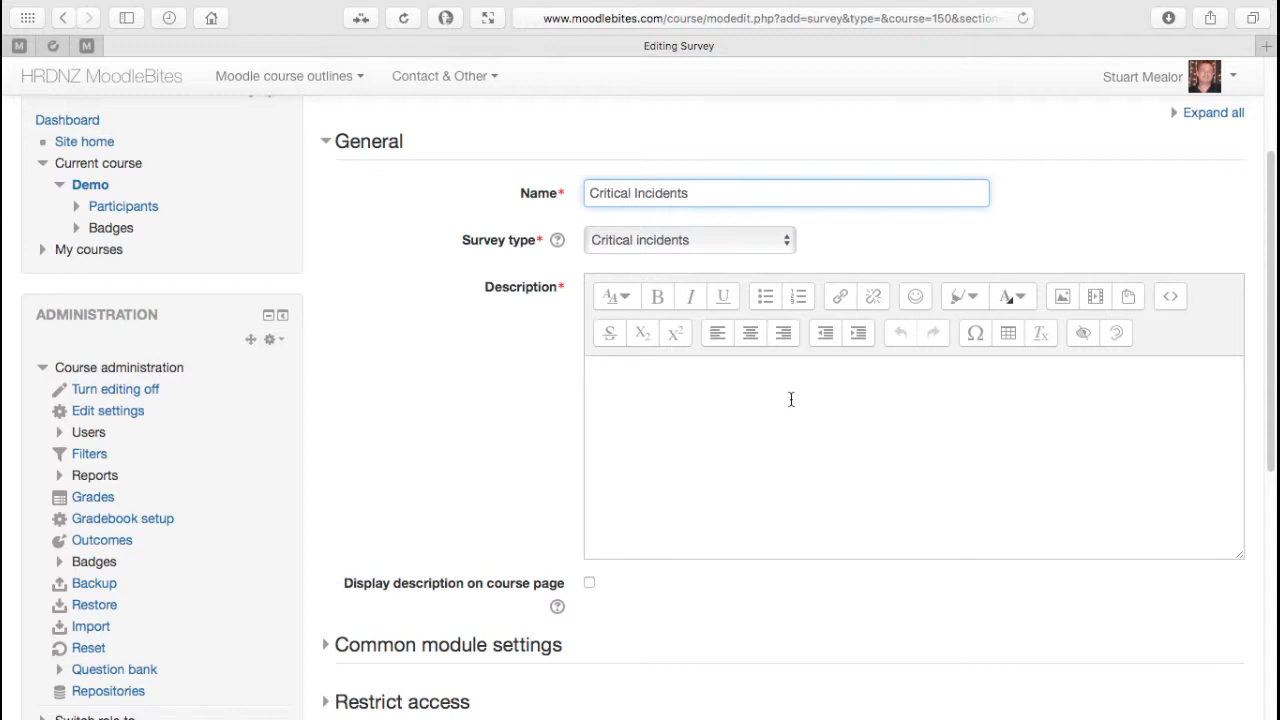 www.moodlebites.com/course/modedit.php?add=survey&type=&course=150&section=
M M Editing Survey
HRDNZ MoodleBites Moodle course outlines Contact & Other Stuart Mealor
Expand all
Dashboard
Site home
Current course
Demo
Participants
Badges
My courses
ADMINISTRATION
Course administration
Turn editing off
Edit settings
Users
Filters
Reports
Grades
Gradebook setup
Outcomes
Badges
Backup
Restore
Import
Reset
Question bank
Repositories
Switch role to
General
Name* Critical Incidents
Survey type* Critical incidents
Description*
Display description on course page
Common module settings
Restrict access